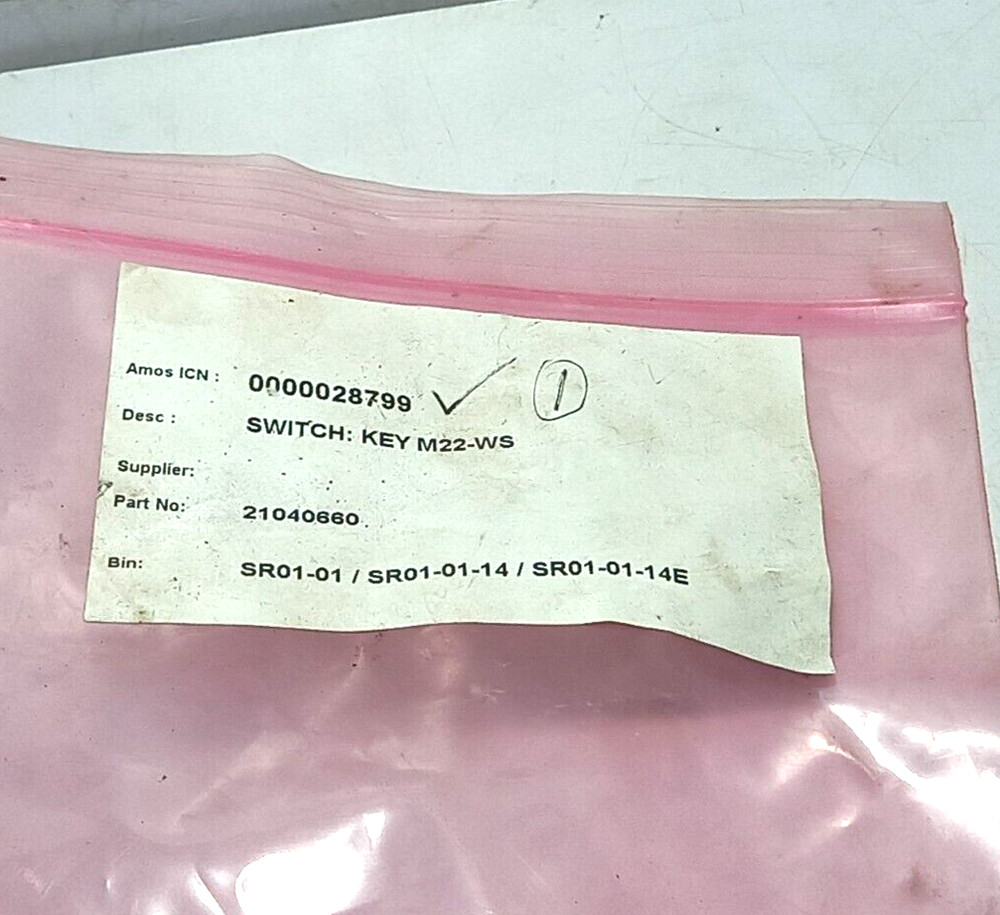 Amos ICN : 0000028799 ✓ 1
Desc : SWITCH: KEY M22-WS
Supplier:
Part No: 21040660
Bin: SR01-01 / SR01-01-14 / SR01-01-14E